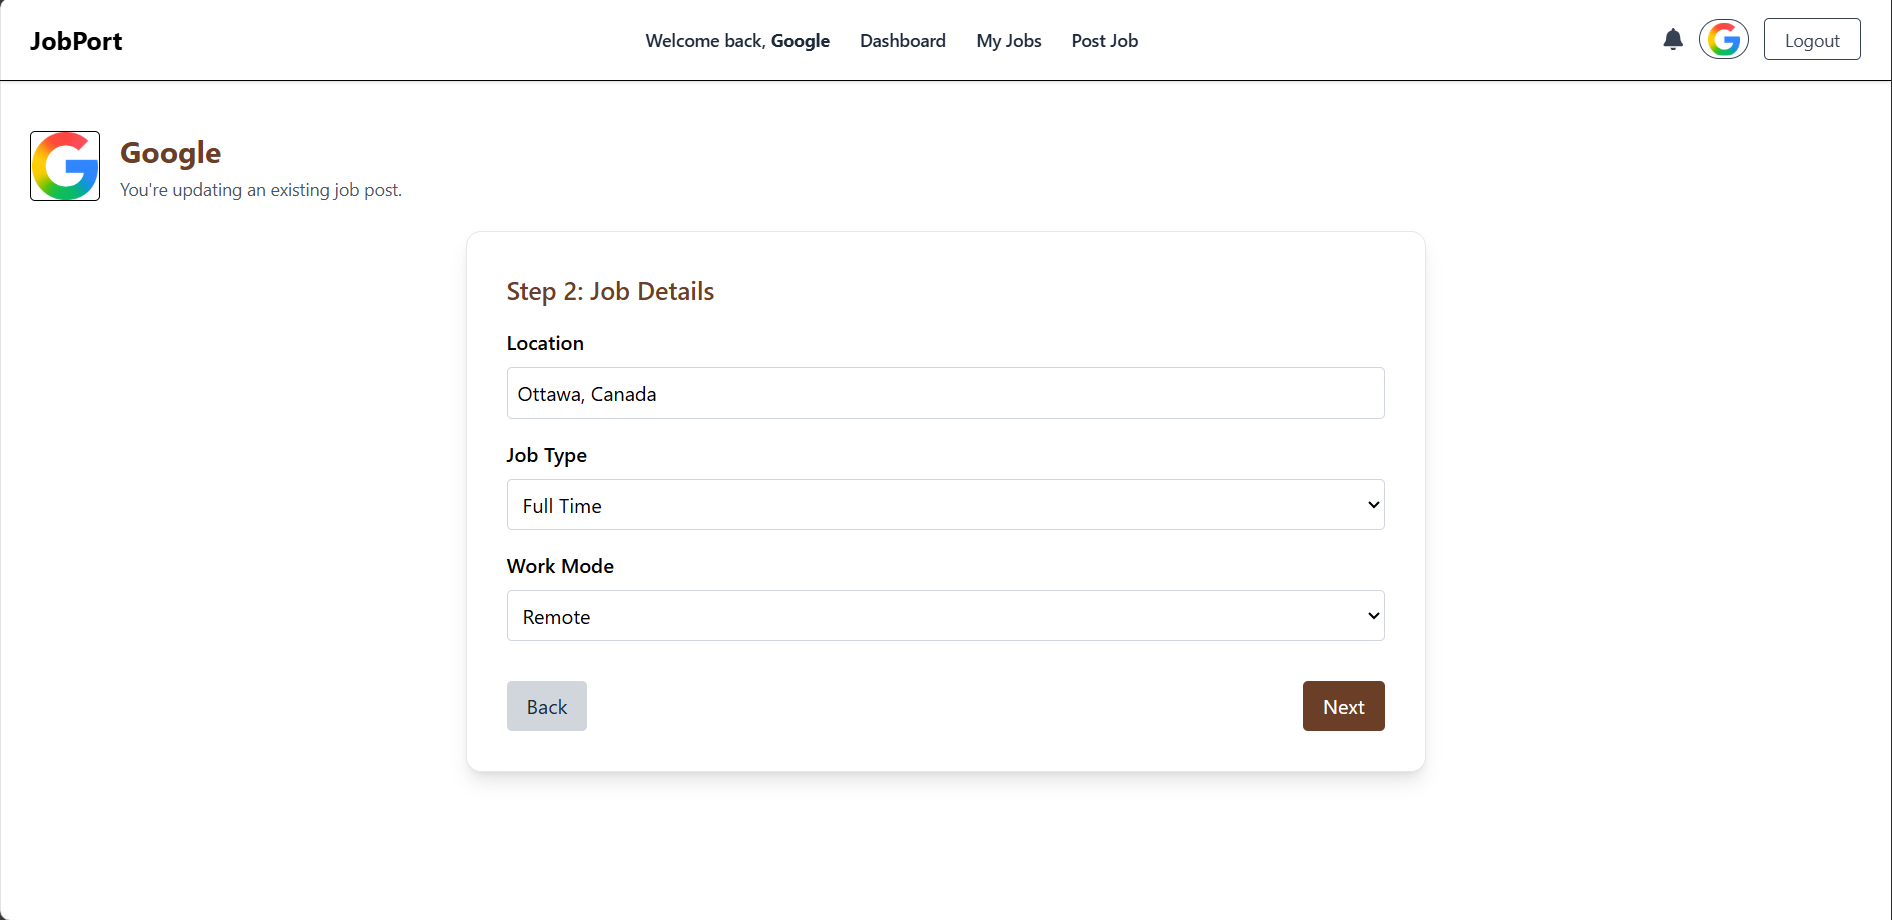 JobPort
Welcome back, Google Dashboard My Jobs Post Job
Logout
Google
You're updating an existing job post.
Step 2: Job Details
Location
Ottawa, Canada
Job Type
Full Time
Work Mode
Remote
Back
Next